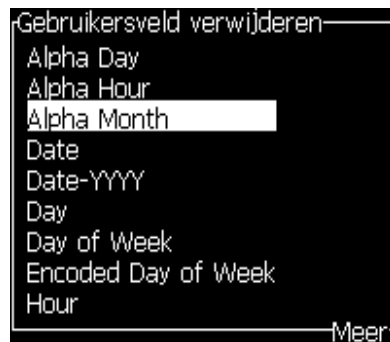 Gebruikersveld verwijderen
Alpha Day
Alpha Hour
Alpha Month
Date
Date-YYYY
Day
Day of Week
Encoded Day of Week
Hour
Meer